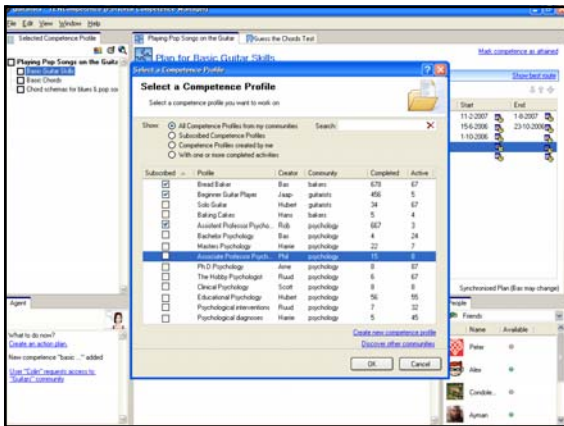 File Edit View Window Help
Selected Competence Profile
Playing Pop Songs on the Guitar
Guess the Chords Test
Playing Pop Songs on the Guita
Basic Guitar Skills
Basic Chords
Chord schemas for blues & pop so
Plan for Basic Guitar Skills
Mark competence as attained
Show best route
Start End
11-2-2007 1-8-2007
15-6-2006 23-10-2006
1-10-2006
Select a Competence Profile
Select a Competence Profile
Select a competence profile you want to work on
Show: All Competence Profiles from my communities Search:
Subscribed Competence Profiles
Competence Profiles created by me
With one or more completed activities
Subscribed Profile Creator Community Completed Active
Bread Baker Bas bakers 678 67
Beginner Guitar Player Jaap guitarists 456 5
Solo Guitar Hubert guitarists 34 67
Baking Cakes Hans bakers 5 4
Assistent Professor Psycho... Rob psychology 667 3
Bachelor Psychology Bas psychology 4 24
Masters Psychology Harrie psychology 22 7
Associate Professor Psych... Phil psychology 15 8
Ph.D Psychology Arne psychology 8 87
The Hobby Psychologist Ruud psychology 6 67
Clinical Psychology Scott psychology 8 8
Educational Psychology Hubert psychology 56 55
Psychological interventions Ruud psychology 7 32
Psychological diagnoses Harrie psychology 5 45
Create new competence profile
Discover other communities
OK Cancel
Synchronized Plan (Bas may change)
Agent
What to do now?
Create an action plan.
New competence "basic ..." added
User "Colin" requests access to
"Guitars" community
People
Friends
Name Available
Peter
Alex
Condole..
Ayman